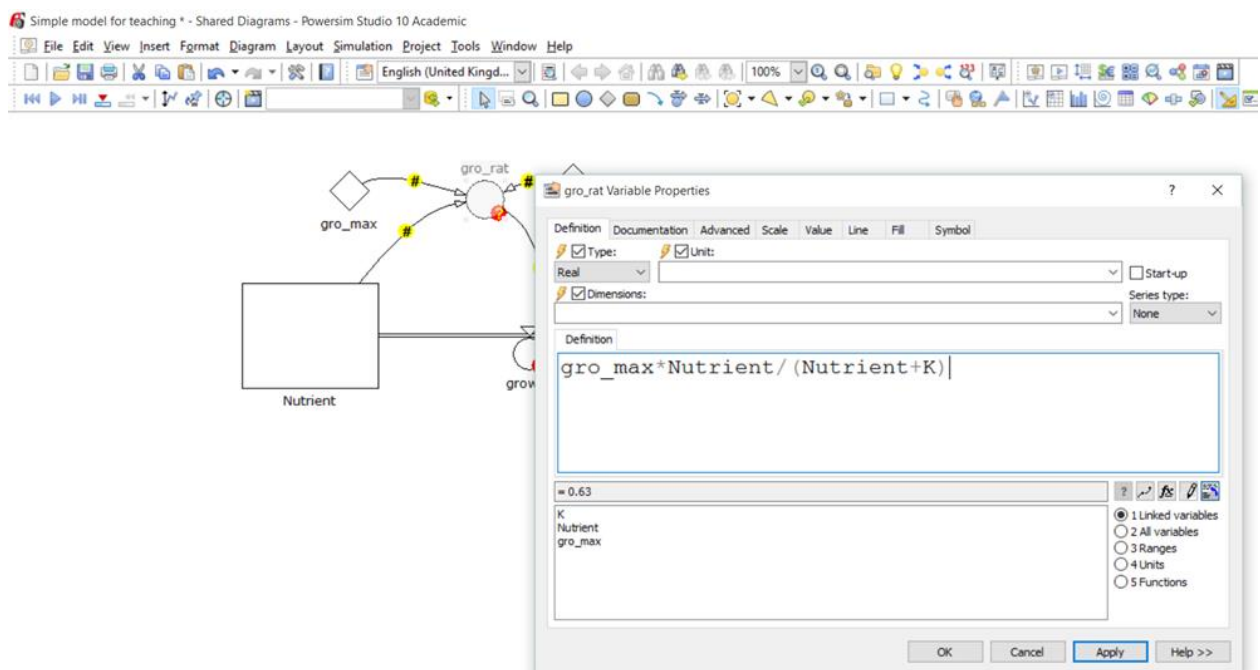 Simple model for teaching * - Shared Diagrams - Powersim Studio 10 Academic
File Edit View Insert Format Diagram Layout Simulation Project Tools Window Help
English (United Kingd... 100%
gro_rat
#
#
gro_max
#
Nutrient
grow
gro_rat Variable Properties
? ×
Definition Documentation Advanced Scale Value Line Fill Symbol
Type: Unit:
Real Start-up
Dimensions: Series type:
None
Definition
gro_max*Nutrient/(Nutrient+K)
= 0.63
? fx
K
Nutrient
gro_max
1 Linked variables
2 All variables
3 Ranges
4 Units
5 Functions
OK Cancel Apply Help >>